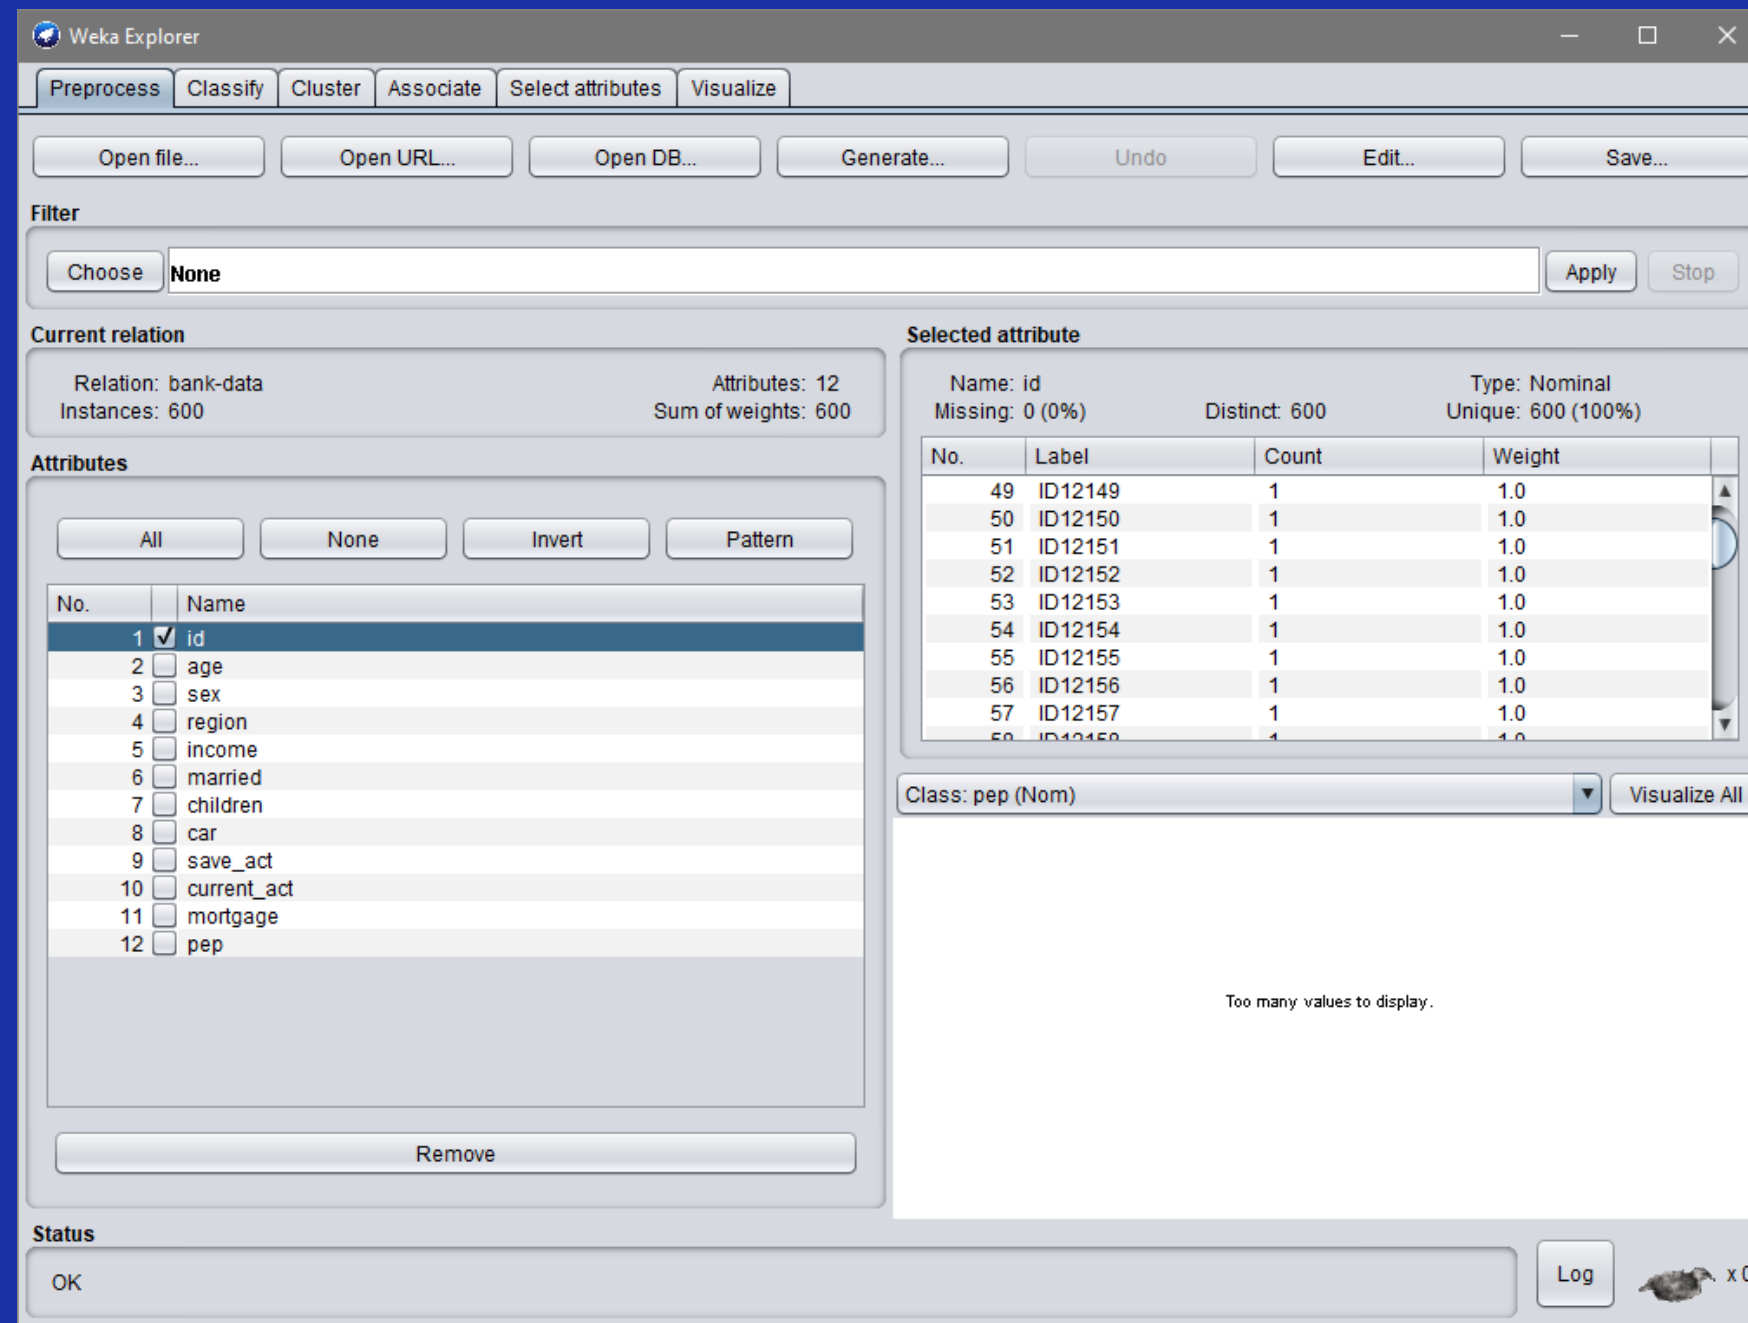 Weka Explorer
Preprocess Classify Cluster Associate Select attributes Visualize
Open file... Open URL... Open DB... Generate... Undo Edit... Save...
Filter
Choose None Apply Stop
Current relation
Relation: bank-data Attributes: 12
Instances: 600 Sum of weights: 600
Attributes
All None Invert Pattern
No. Name
1 id
2 age
3 sex
4 region
5 income
6 married
7 children
8 car
9 save_act
10 current_act
11 mortgage
12 pep
Remove
Selected attribute
Name: id Type: Nominal
Missing: 0 (0%) Distinct: 600 Unique: 600 (100%)
No. Label Count Weight
49 ID12149 1 1.0
50 ID12150 1 1.0
51 ID12151 1 1.0
52 ID12152 1 1.0
53 ID12153 1 1.0
54 ID12154 1 1.0
55 ID12155 1 1.0
56 ID12156 1 1.0
57 ID12157 1 1.0
58 ID12158 1 1.0
Class: pep (Nom) Visualize All
Too many values to display.
Status
OK
Log x 0